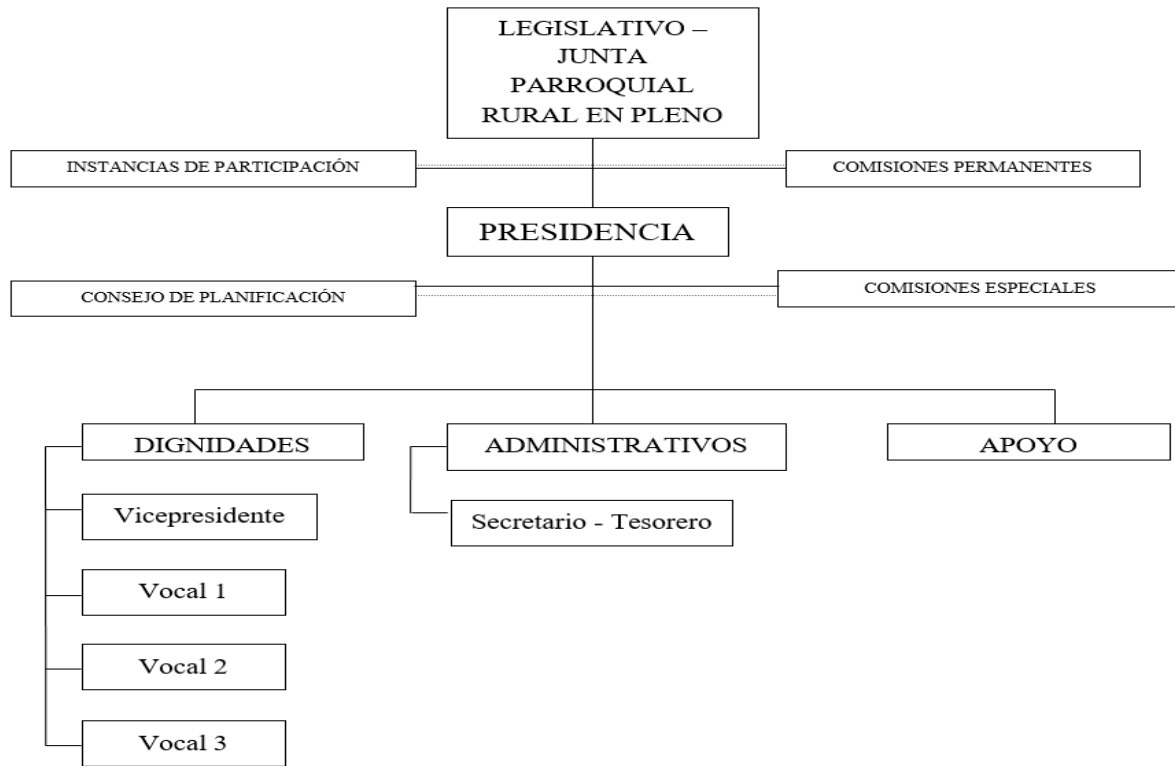 LEGISLATIVO –
JUNTA
PARROQUIAL
RURAL EN PLENO
INSTANCIAS DE PARTICIPACIÓN
COMISIONES PERMANENTES
PRESIDENCIA
CONSEJO DE PLANIFICACIÓN
COMISIONES ESPECIALES
DIGNIDADES
ADMINISTRATIVOS
APOYO
Vicepresidente
Secretario - Tesorero
Vocal 1
Vocal 2
Vocal 3